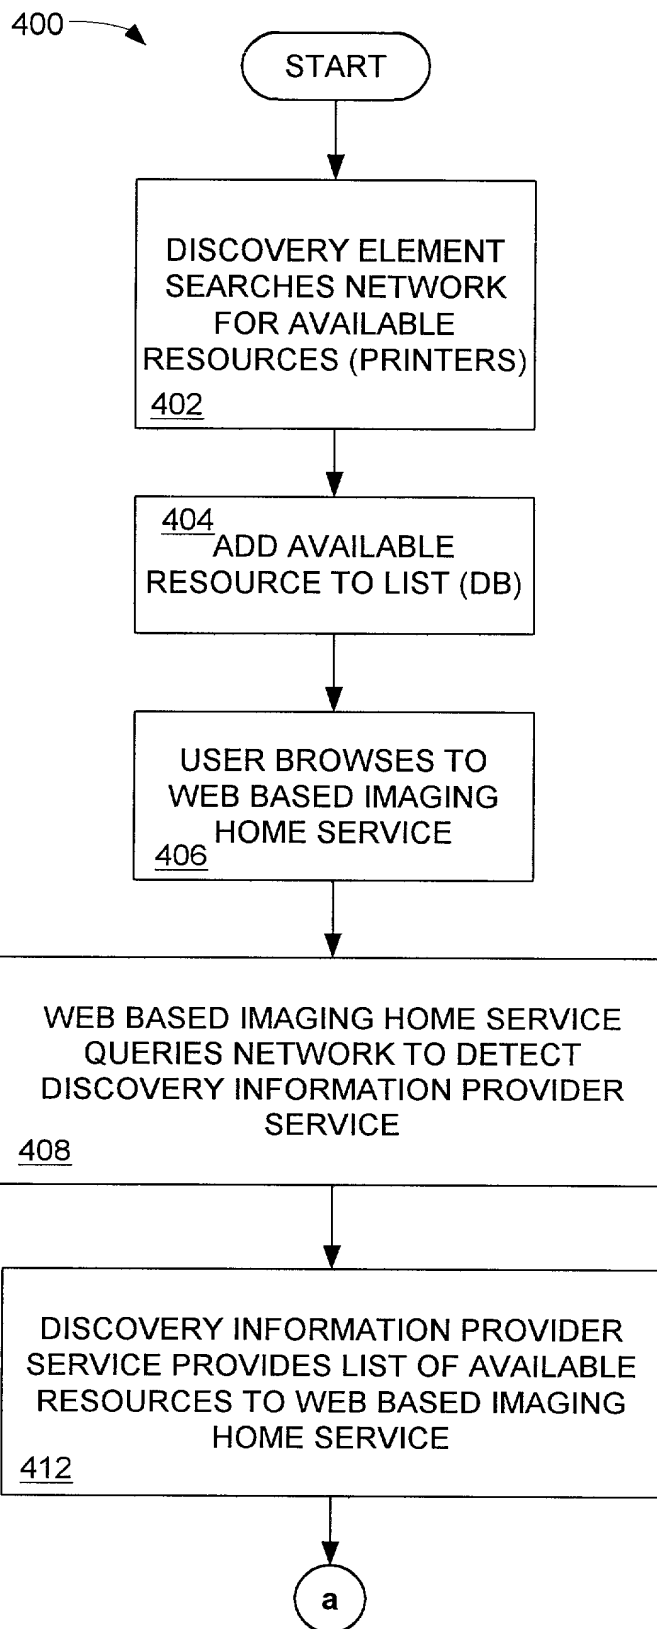 400
START
DISCOVERY ELEMENT
SEARCHES NETWORK
FOR AVAILABLE
RESOURCES (PRINTERS)
402
404
ADD AVAILABLE
RESOURCE TO LIST (DB)
USER BROWSES TO
WEB BASED IMAGING
HOME SERVICE
406
WEB BASED IMAGING HOME SERVICE
QUERIES NETWORK TO DETECT
DISCOVERY INFORMATION PROVIDER
SERVICE
408
DISCOVERY INFORMATION PROVIDER
SERVICE PROVIDES LIST OF AVAILABLE
RESOURCES TO WEB BASED IMAGING
HOME SERVICE
412
a